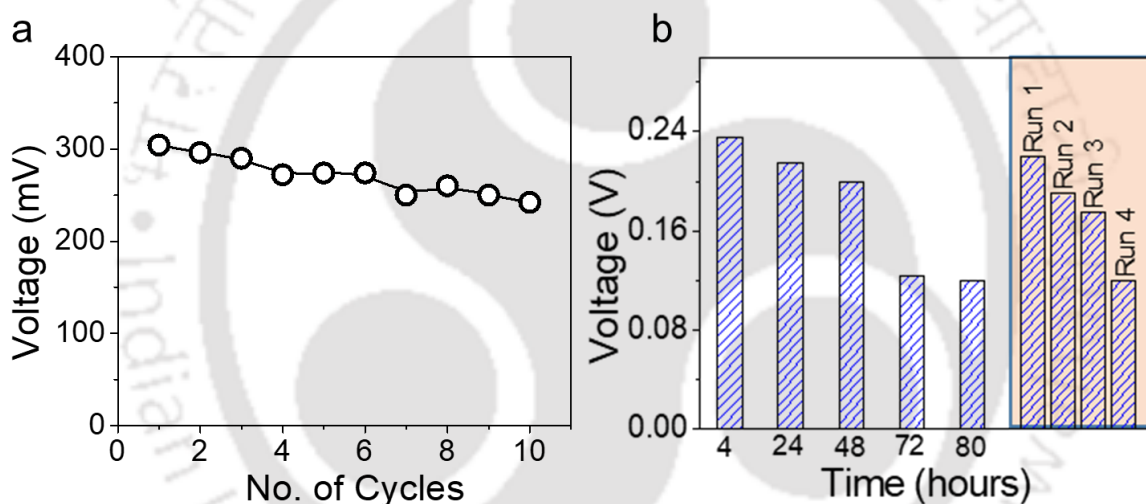 a
400
300
200
100
0
Voltage (mV)
0 2 4 6 8 10
No. of Cycles
b
0.24
0.16
0.08
0.00
Voltage (V)
4 24 48 72 80
Time (hours)
Run 1
Run 2
Run 3
Run 4
Indian